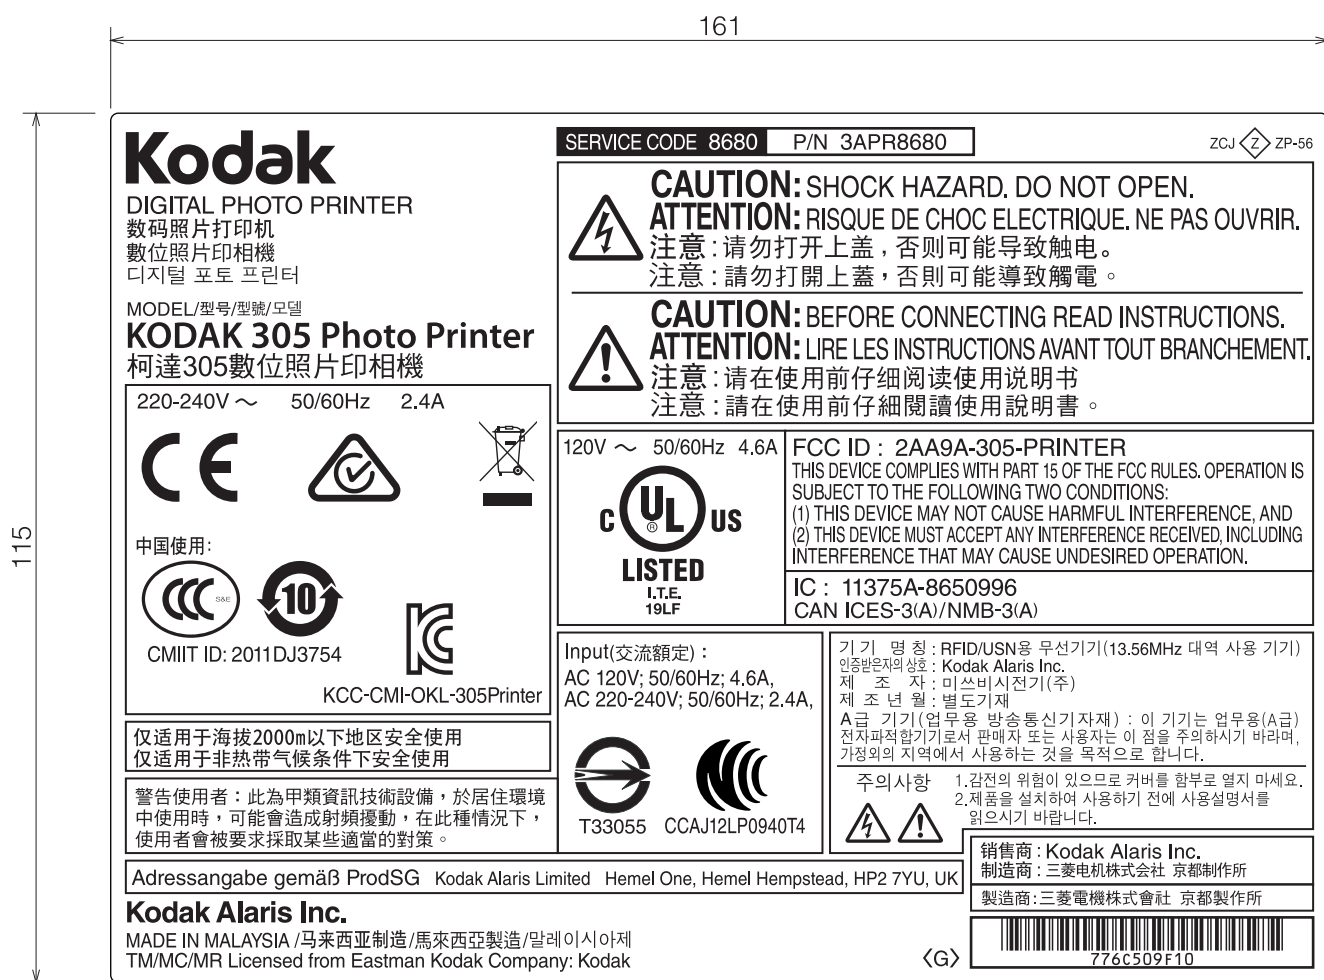 161
115
Kodak
DIGITAL PHOTO PRINTER
数码照片打印机
數位照片印相機
디지털 포토 프린터
MODEL/型号/型號/모델
KODAK 305 Photo Printer
柯達305數位照片印相機
SERVICE CODE 8680 P/N 3APR8680
ZCJ Z ZP-56
CAUTION: SHOCK HAZARD. DO NOT OPEN.
ATTENTION: RISQUE DE CHOC ELECTRIQUE. NE PAS OUVRIR.
注意:请勿打开上盖,否则可能导致触电。
注意:請勿打開上蓋,否則可能導致觸電。
CAUTION: BEFORE CONNECTING READ INSTRUCTIONS.
ATTENTION: LIRE LES INSTRUCTIONS AVANT TOUT BRANCHEMENT.
注意:请在使用前仔细阅读使用说明书
注意:請在使用前仔細閱讀使用說明書。
220-240V ~ 50/60Hz 2.4A
CE
中国使用:
CCC S&E
10
CMIIT ID: 2011DJ3754
KCC-CMI-OKL-305Printer
120V ~ 50/60Hz 4.6A
C UL ® US
LISTED
I.T.E.
19LF
FCC ID : 2AA9A-305-PRINTER
THIS DEVICE COMPLIES WITH PART 15 OF THE FCC RULES. OPERATION IS
SUBJECT TO THE FOLLOWING TWO CONDITIONS:
(1) THIS DEVICE MAY NOT CAUSE HARMFUL INTERFERENCE, AND
(2) THIS DEVICE MUST ACCEPT ANY INTERFERENCE RECEIVED, INCLUDING
INTERFERENCE THAT MAY CAUSE UNDESIRED OPERATION.
IC : 11375A-8650996
CAN ICES-3(A)/NMB-3(A)
Input(交流額定) :
AC 120V; 50/60Hz; 4.6A,
AC 220-240V; 50/60Hz; 2.4A,
T33055 CCAJ12LP0940T4
기기 명칭 : RFID/USN용 무선기기(13.56MHz 대역 사용 기기)
인증받은자의상호 : Kodak Alaris Inc.
제 조 자 : 미쓰비시전기(주)
제 조 년 월 : 별도기재
A급 기기(업무용 방송통신기자재) : 이 기기는 업무용(A급)
전자파적합기기로서 판매자 또는 사용자는 이 점을 주의하시기 바라며,
가정외의 지역에서 사용하는 것을 목적으로 합니다.
주의사항
1.감전의 위험이 있으므로 커버를 함부로 열지 마세요.
2.제품을 설치하여 사용하기 전에 사용설명서를
읽으시기 바랍니다.
仅适用于海拔2000m以下地区安全使用
仅适用于非热带气候条件下安全使用
警告使用者:此為甲類資訊技術設備,於居住環境
中使用時,可能會造成射頻擾動,在此種情況下,
使用者會被要求採取某些適當的對策。
Adressangabe gemäß ProdSG Kodak Alaris Limited Hemel One, Hemel Hempstead, HP2 7YU, UK
销售商:Kodak Alaris Inc.
制造商:三菱电机株式会社 京都制作所
製造商:三菱電機株式會社 京都製作所
Kodak Alaris Inc.
MADE IN MALAYSIA /马来西亚制造/馬來西亞製造/말레이시아제
TM/MC/MR Licensed from Eastman Kodak Company: Kodak
〈G〉
776C509F10